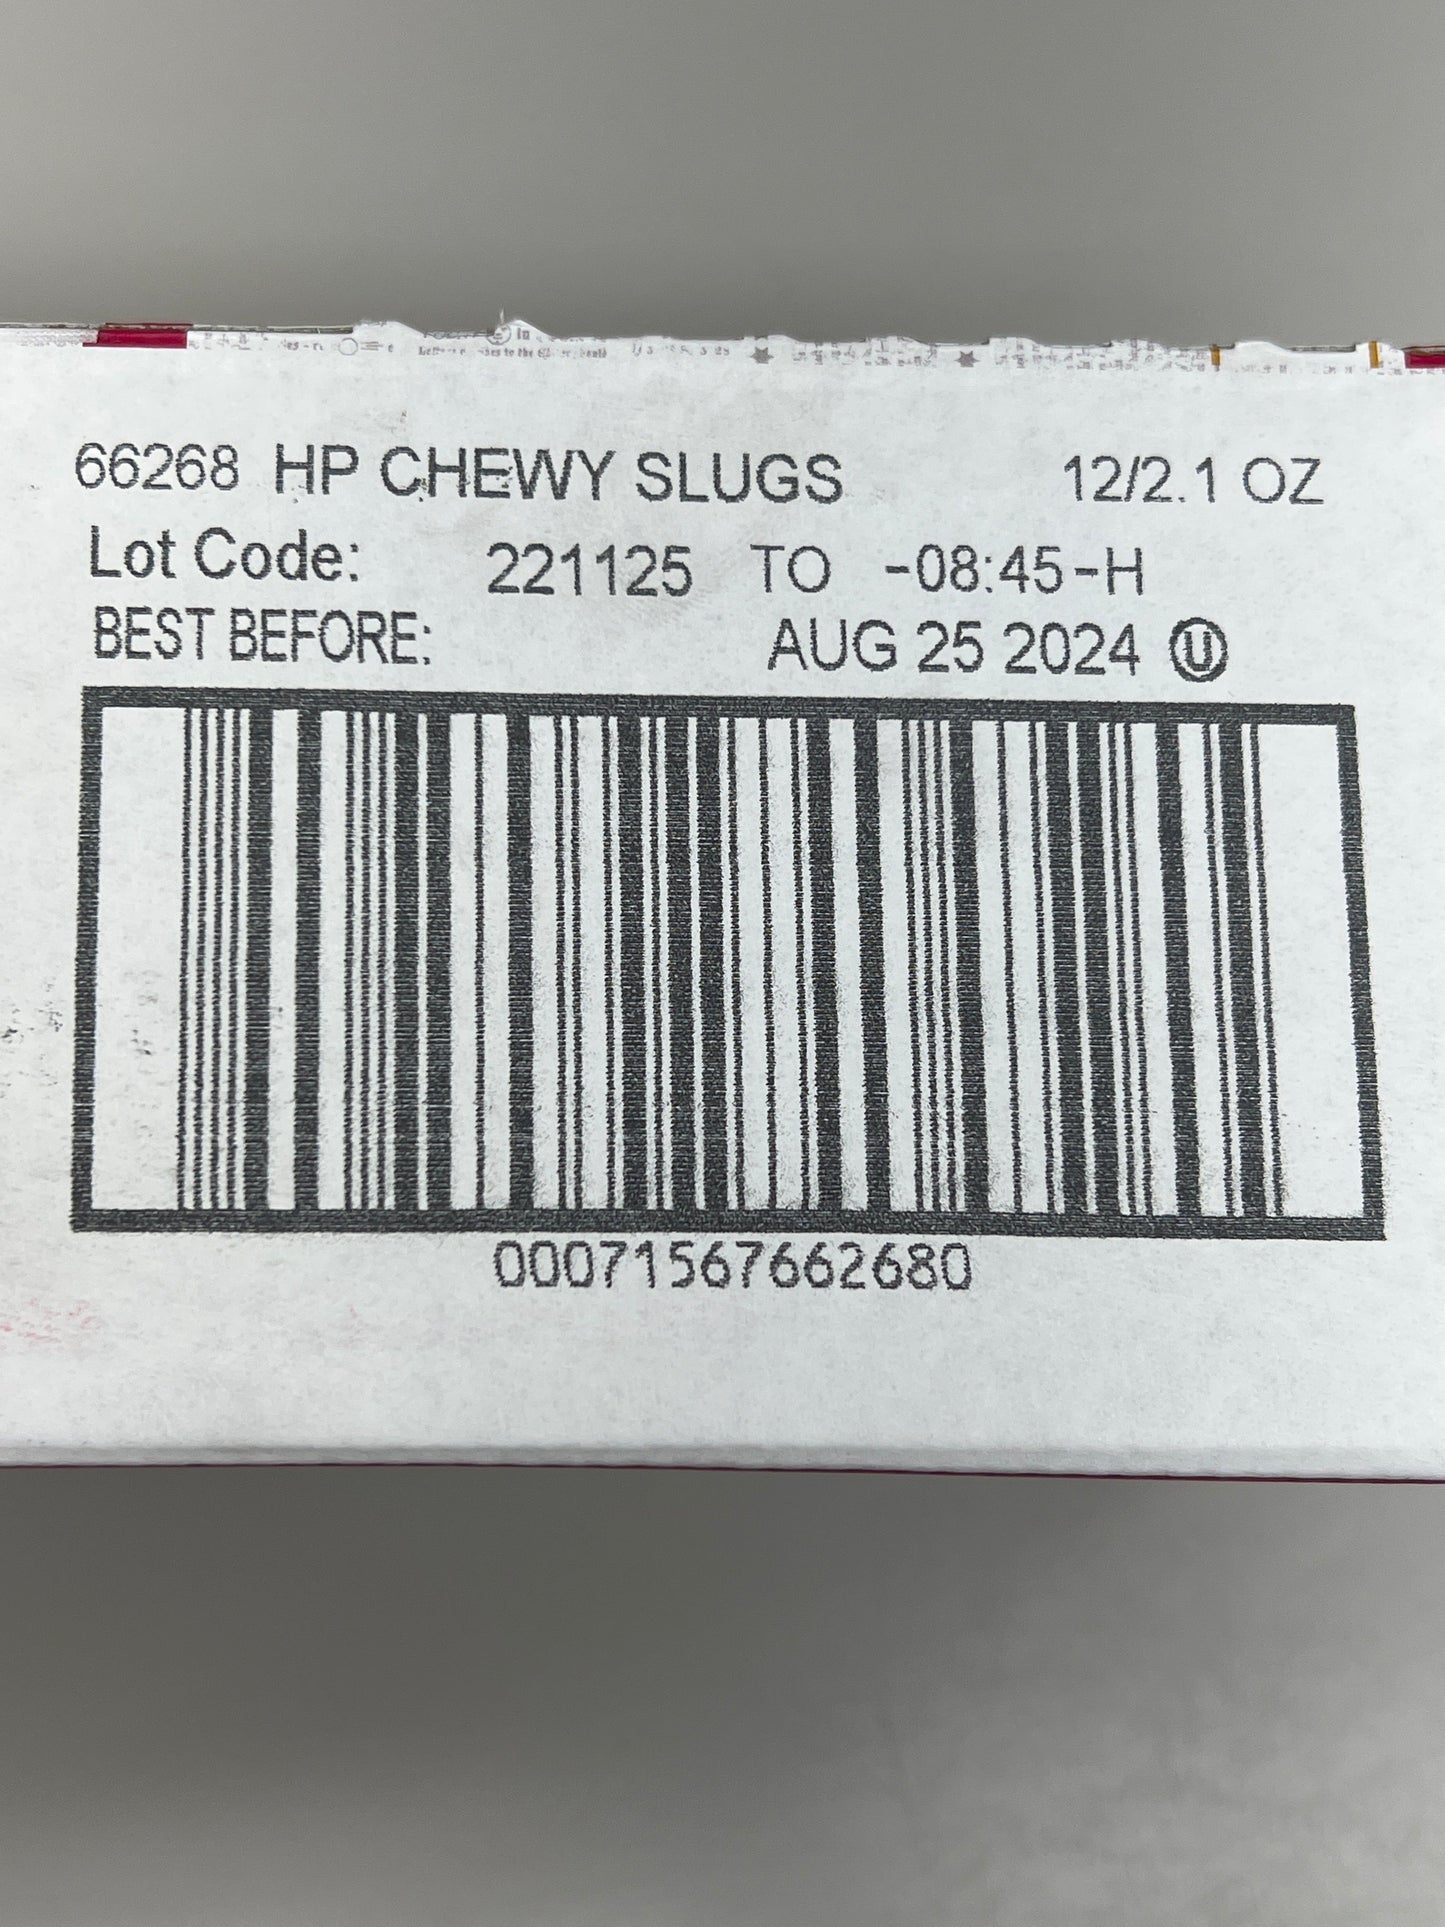 66268 HP CHEWY SLUGS 12/2.1 OZ
Lot Code: 221125 TO -08:45-H
BEST BEFORE: AUG 25 2024 Ⓤ
00071567662680